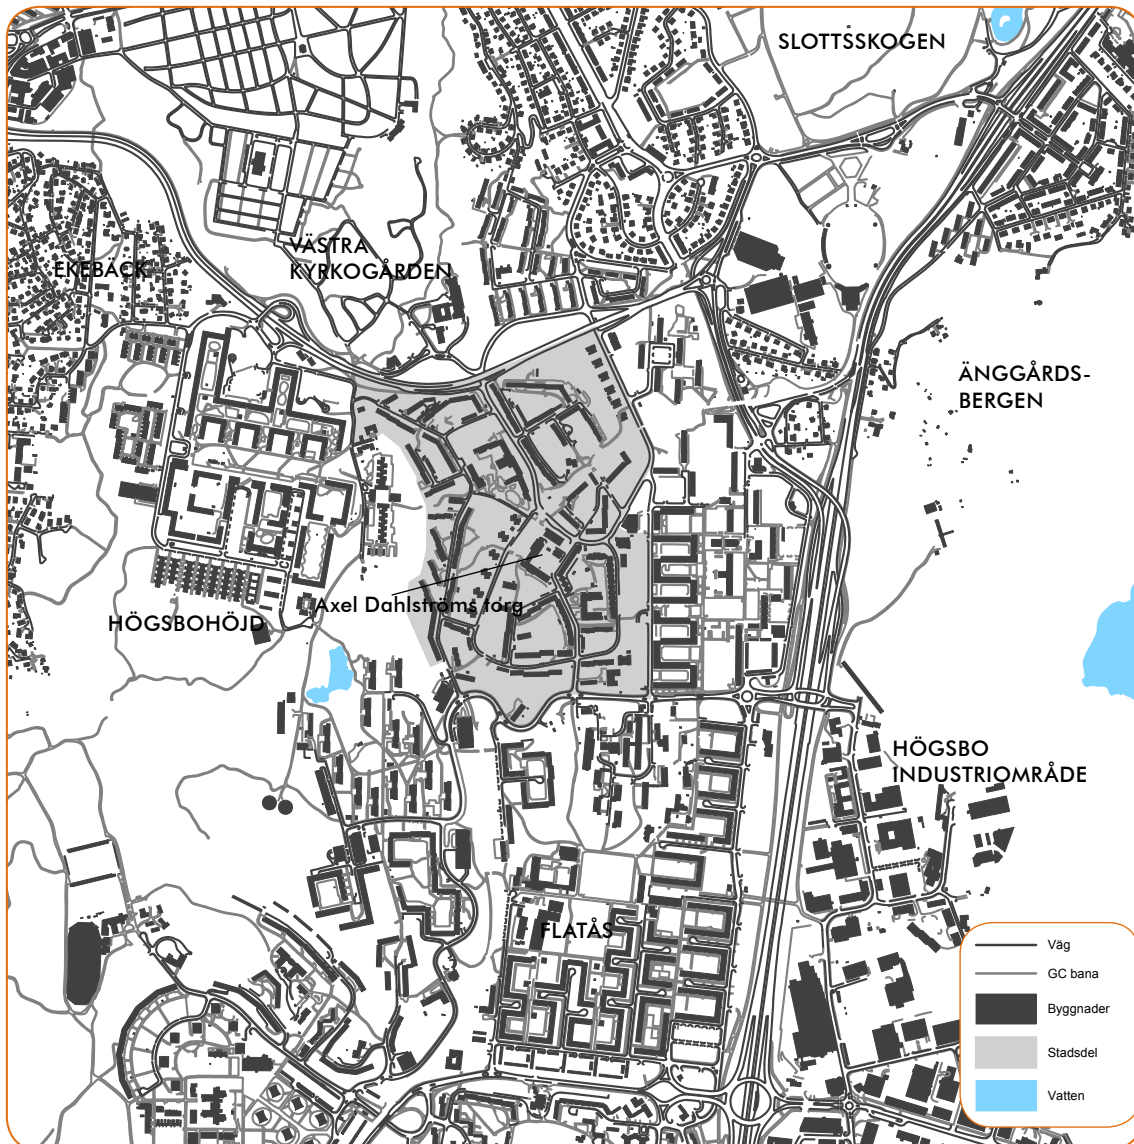 SLOTTSSKOGEN
VÄSTRA
KYRKOGÅRDEN
EKEBÄCK
ÄNGGÅRDS-
BERGEN
Axel Dahlströms torg
HÖGSBOHÖJD
HÖGSBO
INDUSTRIOMRÅDE
FLATÅS
Väg
GC bana
Byggnader
Stadsdel
Vatten